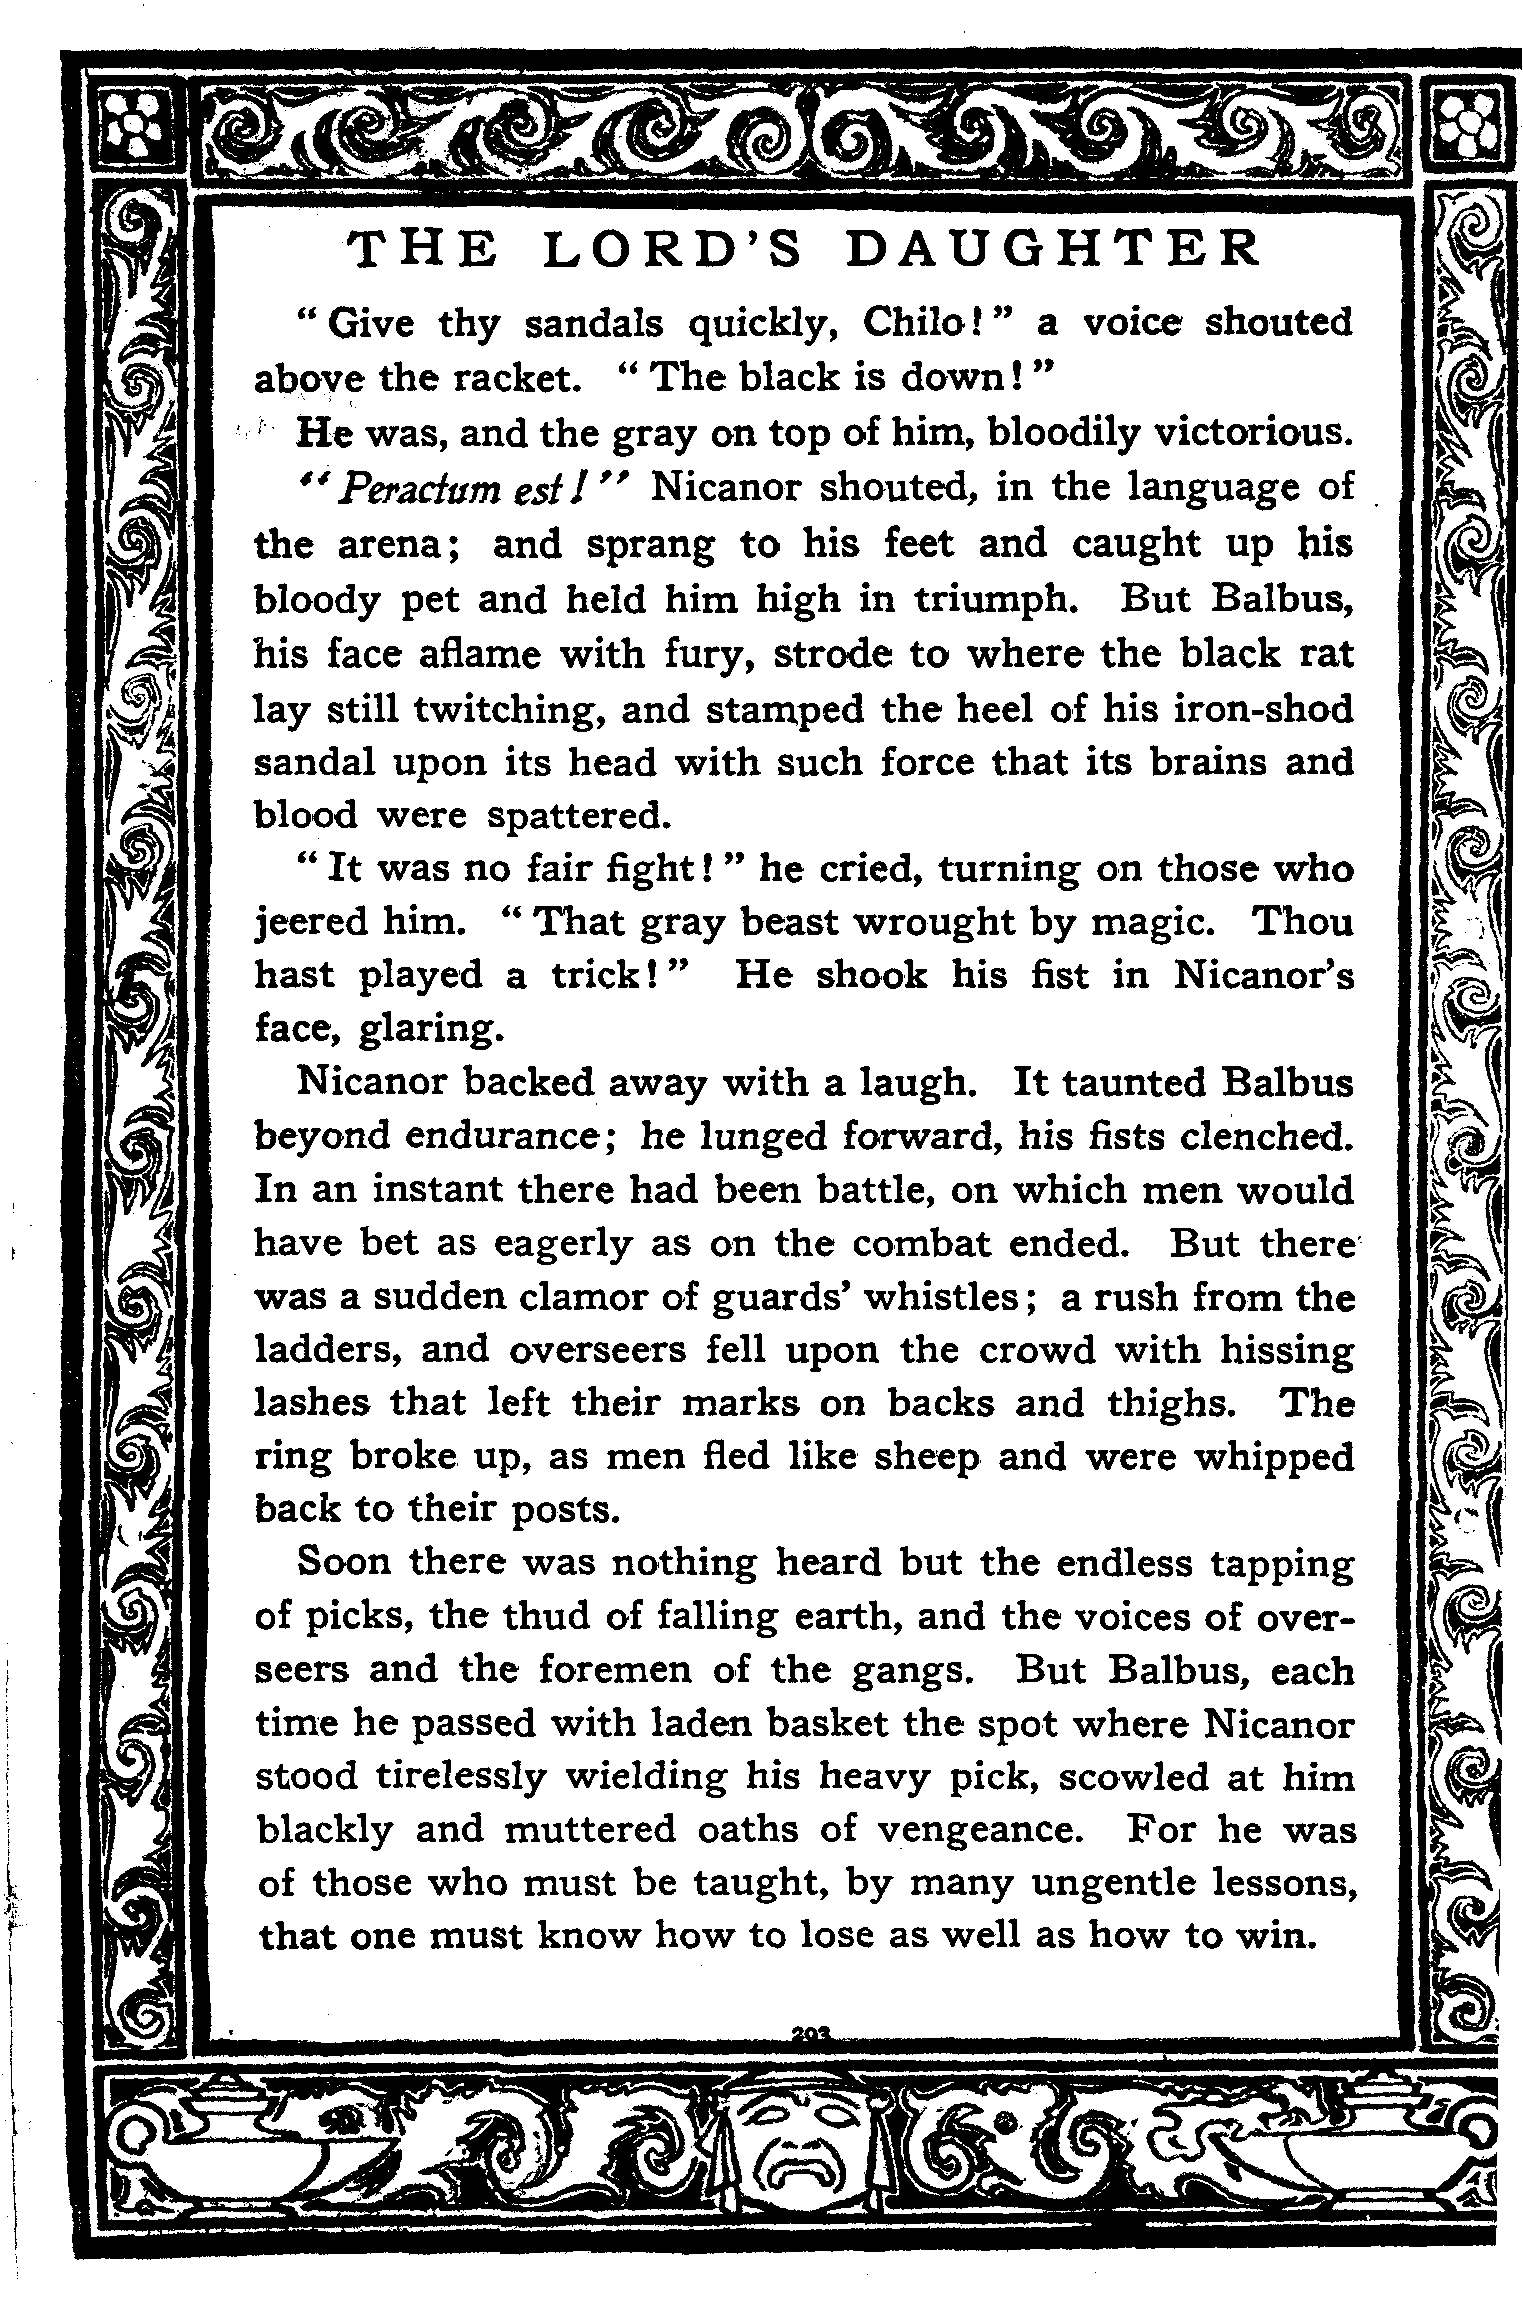 THE LORD'S DAUGHTER
“Give thy sandals quickly, Chilo!” a voice shouted
above the racket. “The black is down!”
He was, and the gray on top of him, bloodily victorious.
“Peractum est!” Nicanor shouted, in the language of
the arena; and sprang to his feet and caught up his
bloody pet and held him high in triumph. But Balbus,
his face aflame with fury, strode to where the black rat
lay still twitching, and stamped the heel of his iron-shod
sandal upon its head with such force that its brains and
blood were spattered.
“It was no fair fight!” he cried, turning on those who
jeered him. “That gray beast wrought by magic. Thou
hast played a trick!” He shook his fist in Nicanor's
face, glaring.
Nicanor backed away with a laugh. It taunted Balbus
beyond endurance; he lunged forward, his fists clenched.
In an instant there had been battle, on which men would
have bet as eagerly as on the combat ended. But there
was a sudden clamor of guards' whistles; a rush from the
ladders, and overseers fell upon the crowd with hissing
lashes that left their marks on backs and thighs. The
ring broke up, as men fled like sheep and were whipped
back to their posts.
Soon there was nothing heard but the endless tapping
of picks, the thud of falling earth, and the voices of over-
seers and the foremen of the gangs. But Balbus, each
time he passed with laden basket the spot where Nicanor
stood tirelessly wielding his heavy pick, scowled at him
blackly and muttered oaths of vengeance. For he was
of those who must be taught, by many ungentle lessons,
that one must know how to lose as well as how to win.
203